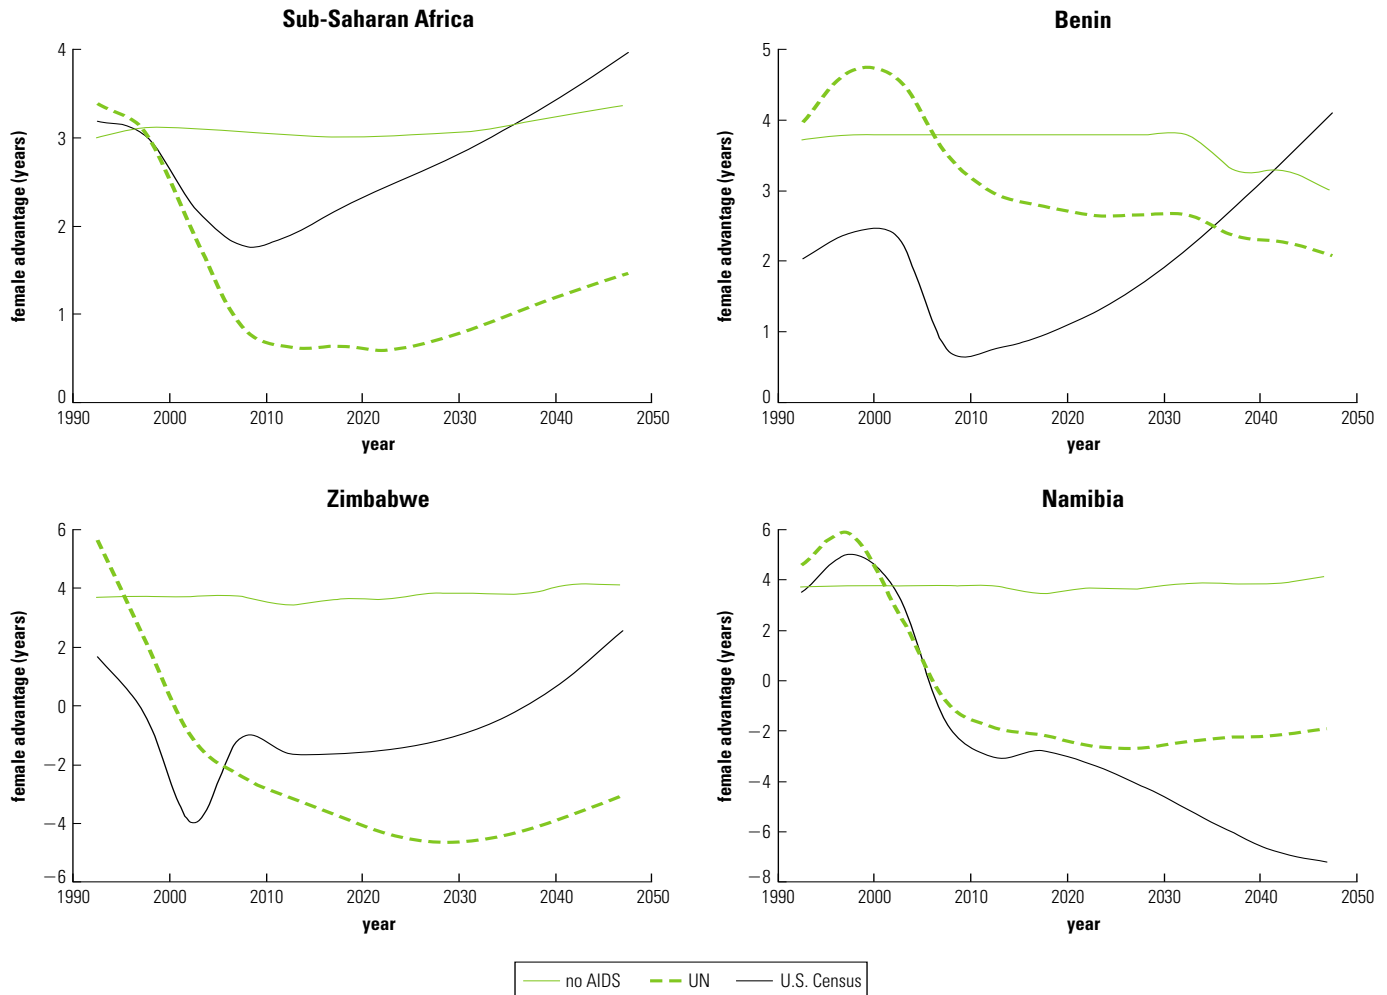 Sub-Saharan Africa
female advantage (years)
4
3
2
1
0
1990 2000 2010 2020 2030 2040 2050
year
Benin
female advantage (years)
5
4
3
2
1
0
1990 2000 2010 2020 2030 2040 2050
year
Zimbabwe
female advantage (years)
6
4
2
0
−2
−4
−6
1990 2000 2010 2020 2030 2040 2050
year
Namibia
female advantage (years)
6
4
2
0
−2
−4
−6
−8
1990 2000 2010 2020 2030 2040 2050
year
no AIDS UN U.S. Census